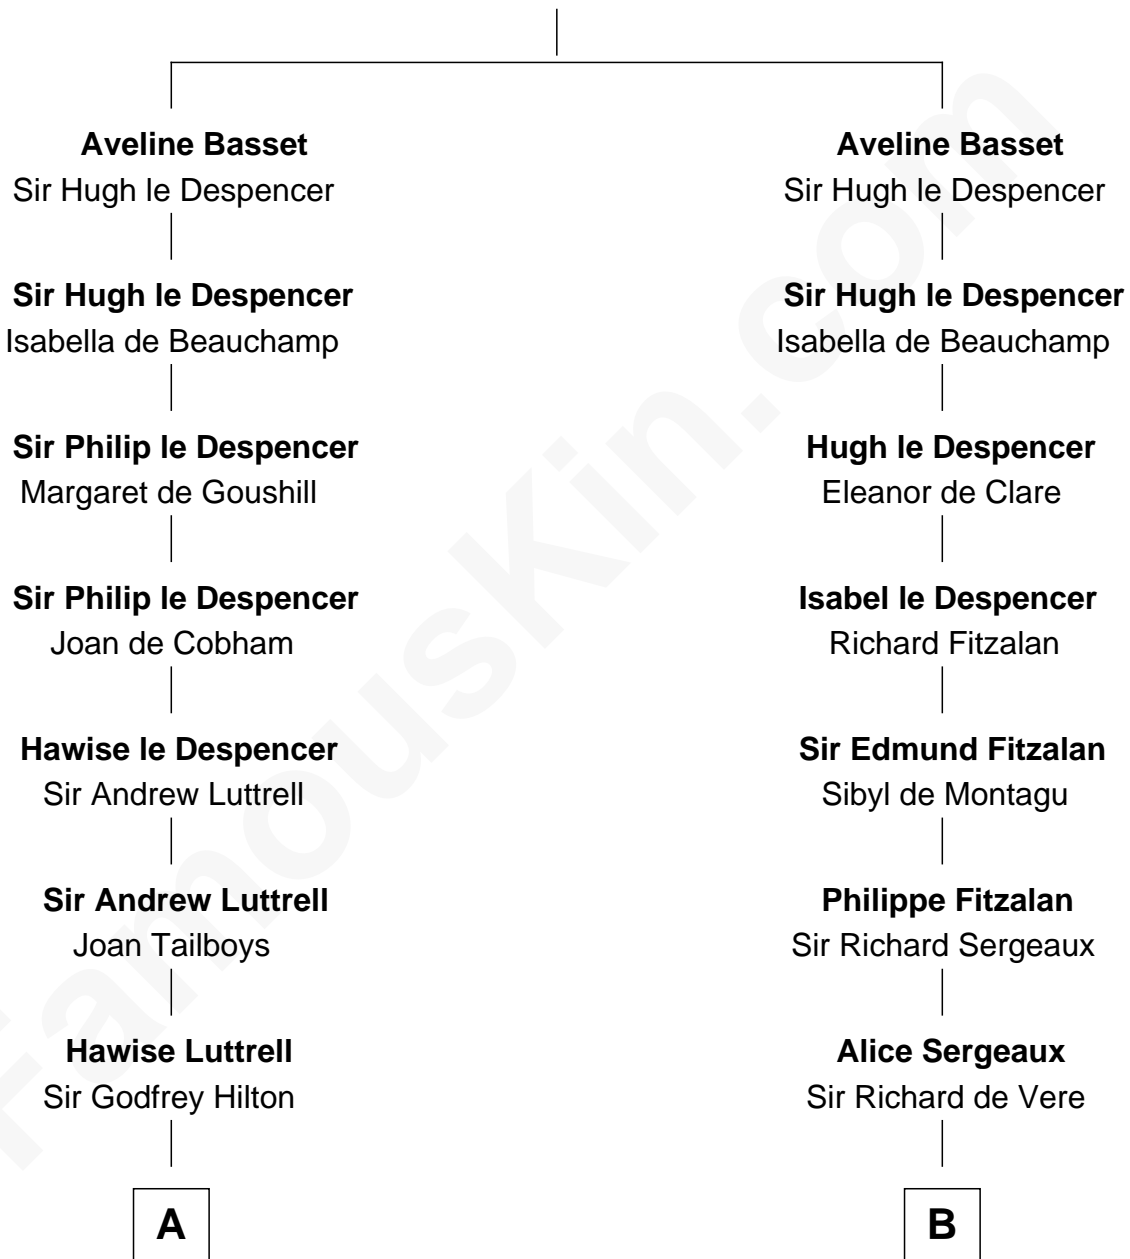 Aveline Basset
Sir Hugh le Despencer
Sir Hugh le Despencer
Isabella de Beauchamp
Sir Philip le Despencer
Margaret de Goushill
Sir Philip le Despencer
Joan de Cobham
Hawise le Despencer
Sir Andrew Luttrell
Sir Andrew Luttrell
Joan Tailboys
Hawise Luttrell
Sir Godfrey Hilton
A
Aveline Basset
Sir Hugh le Despencer
Sir Hugh le Despencer
Isabella de Beauchamp
Hugh le Despencer
Eleanor de Clare
Isabel le Despencer
Richard Fitzalan
Sir Edmund Fitzalan
Sibyl de Montagu
Philippe Fitzalan
Sir Richard Sergeaux
Alice Sergeaux
Sir Richard de Vere
B
FamousKin.com